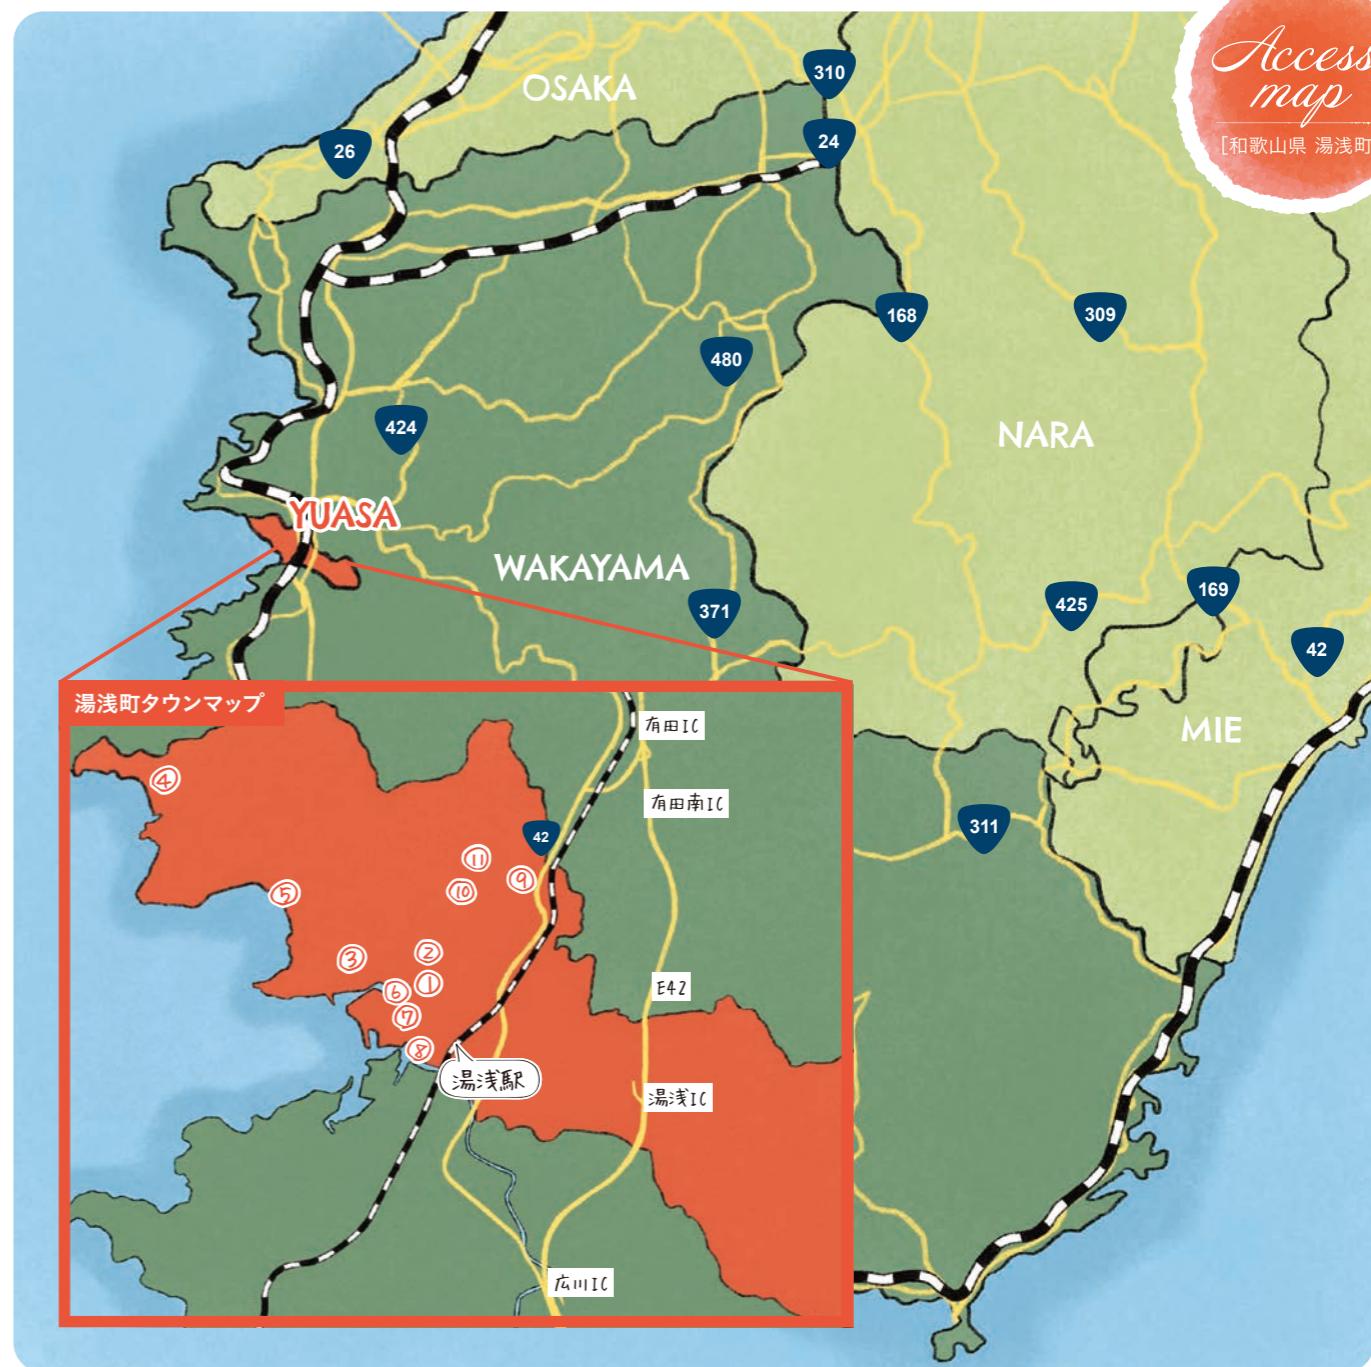 Access
map
[和歌山県 湯浅町
OSAKA
310
24
26
168
309
480
424
NARA
YUASA
WAKAYAMA
371
425
169
42
MIE
311
湯浅町タウンマップ
有田IC
④
有田南IC
42
⑪
⑨
⑤
⑩
③
②
⑥
①
E42
⑦
⑧
湯浅駅
湯浅IC
広川IC